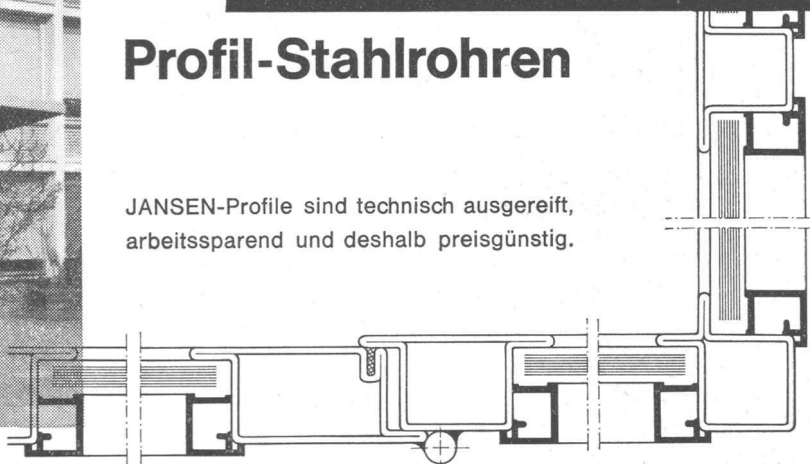 Profil-Stahlrohren
JANSEN-Profile sind technisch ausgereift,
arbeitssparend und deshalb preisgünstig.